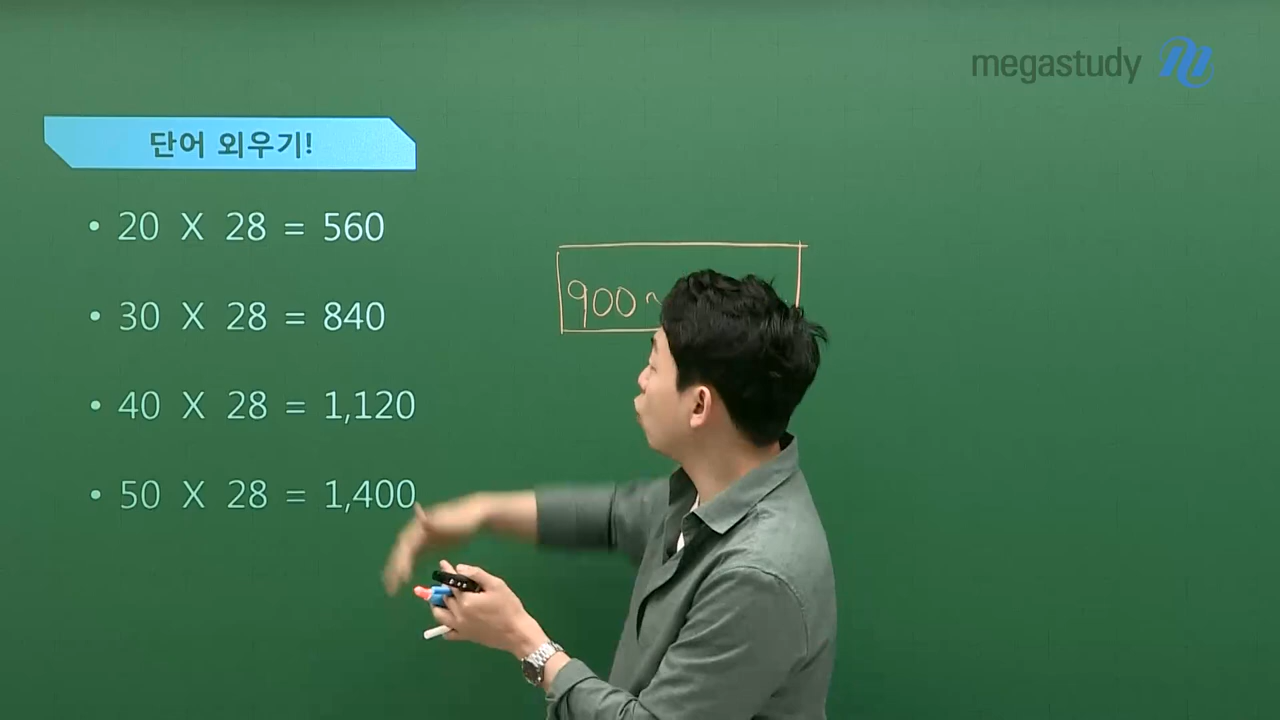 megastudy
단어 외우기!
• 20 X 28 = 560
• 30 X 28 = 840
• 40 X 28 = 1,120
• 50 X 28 = 1,400
900~